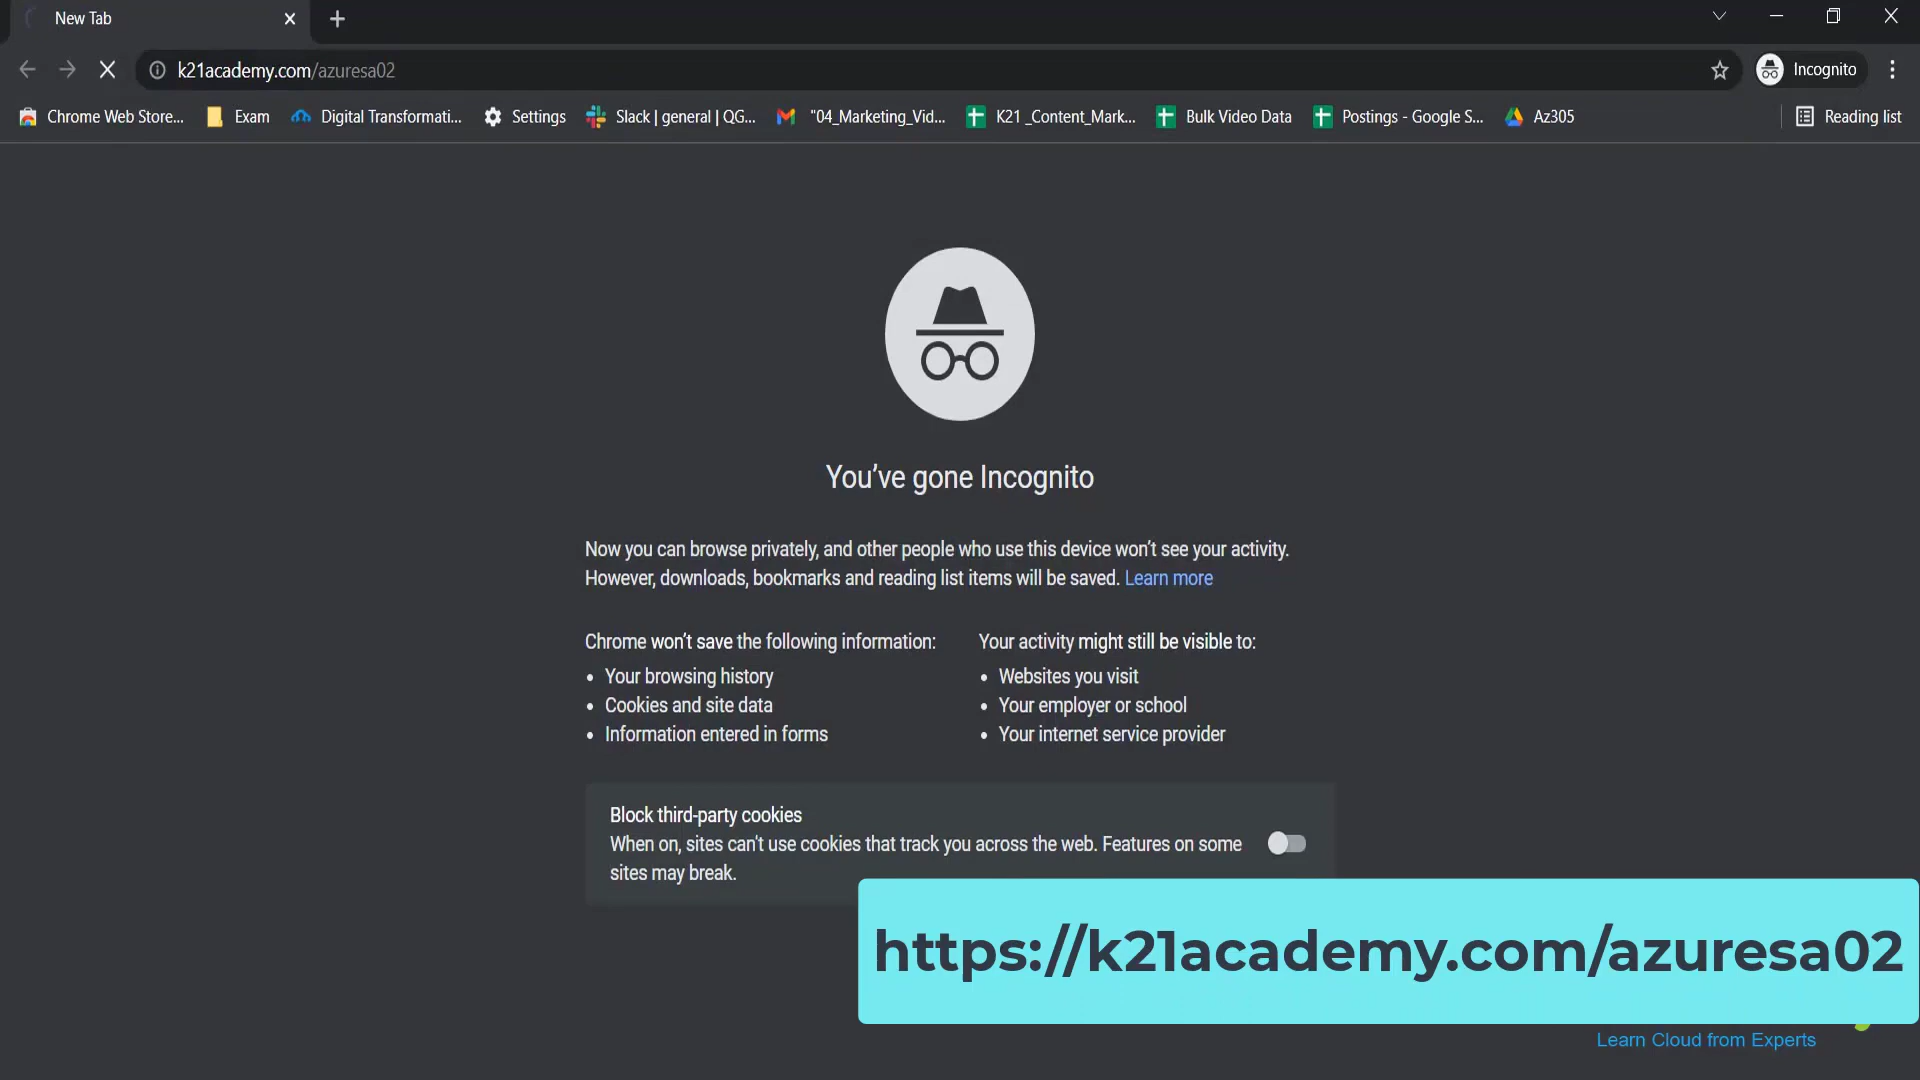 New Tab
k21academy.com/azuresa02
Incognito
Chrome Web Store...
Exam
Digital Transformati...
Settings
Slack | general | QG...
"04_Marketing_Vid...
K21 _Content_Mark...
Bulk Video Data
Postings - Google S...
Az305
Reading list
You've gone Incognito
Now you can browse privately, and other people who use this device won't see your activity.
However, downloads, bookmarks and reading list items will be saved. Learn more
Chrome won't save the following information:
• Your browsing history
• Cookies and site data
• Information entered in forms
Your activity might still be visible to:
• Websites you visit
• Your employer or school
• Your internet service provider
Block third-party cookies
When on, sites can't use cookies that track you across the web. Features on some
sites may break.
https://k21academy.com/azuresa02
Learn Cloud from Experts